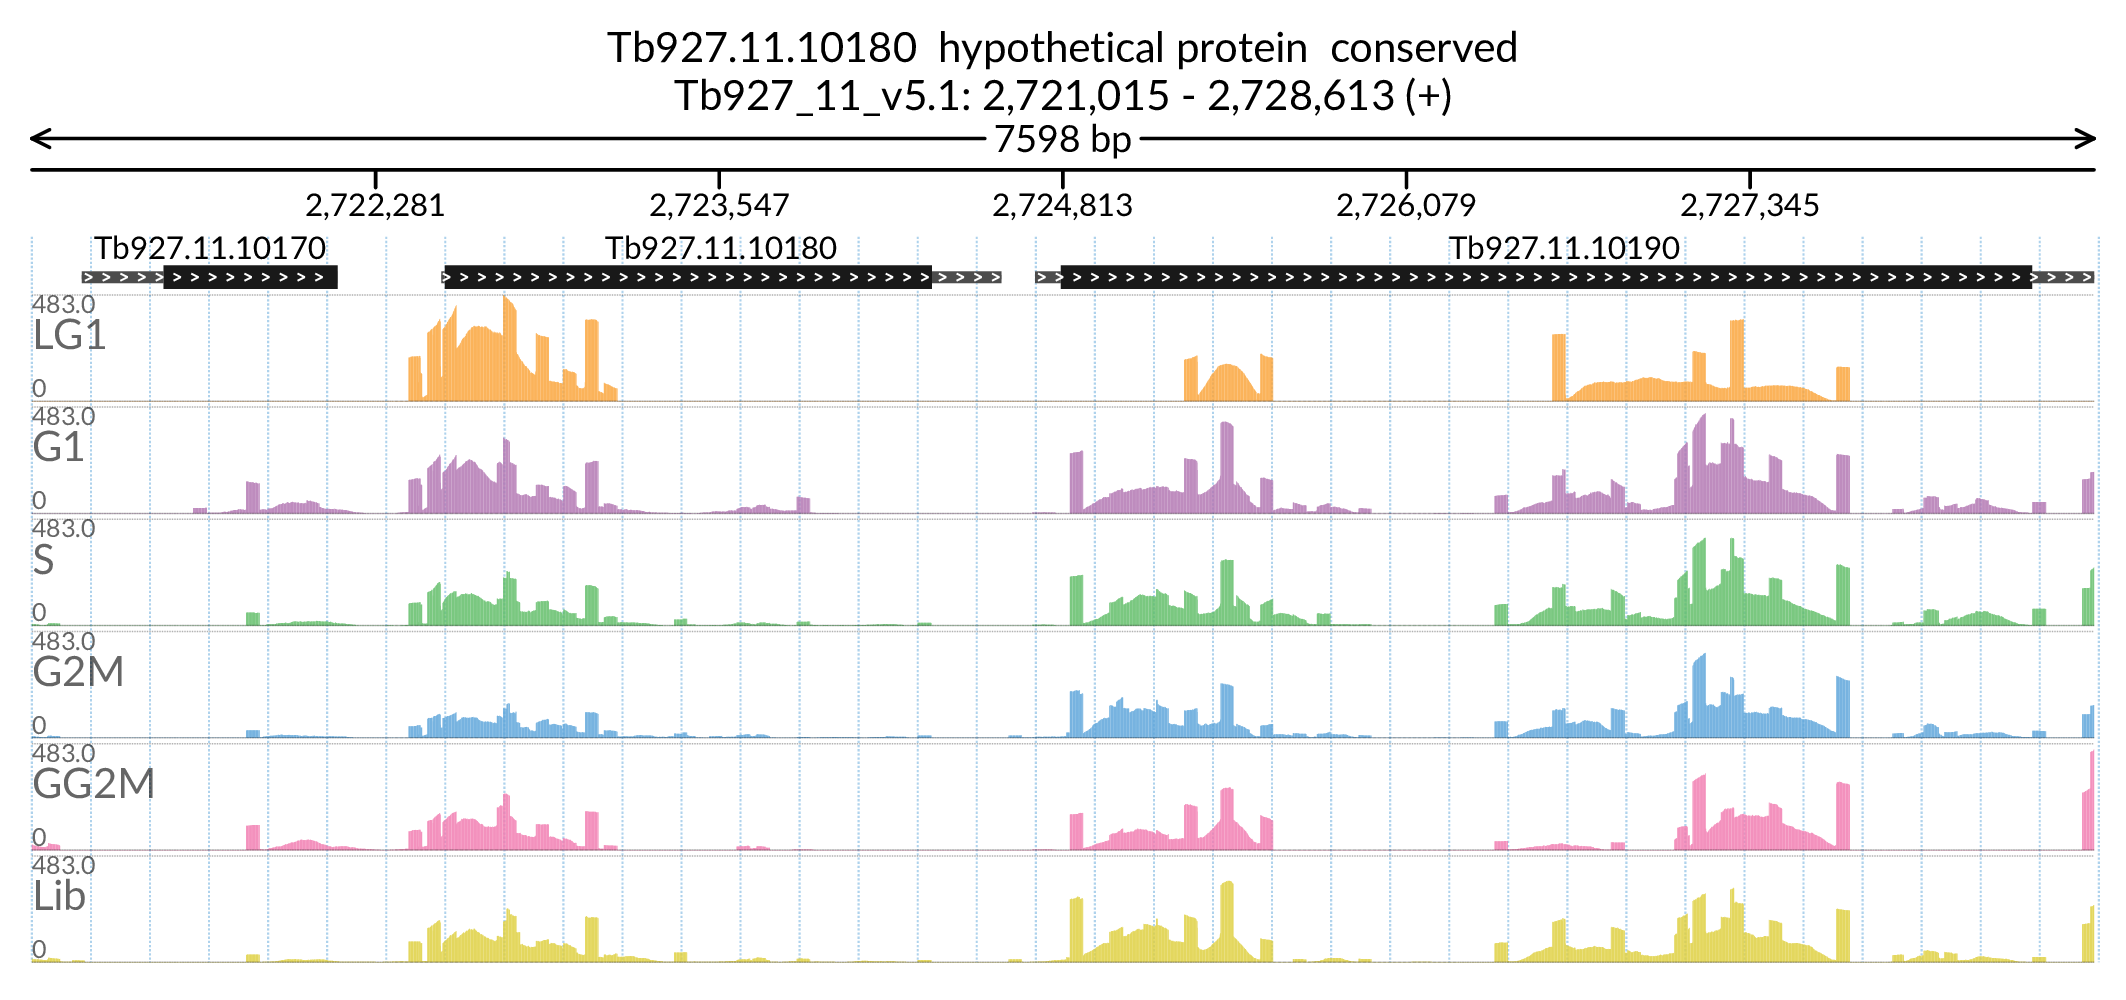 Tb927.11.10180 hypothetical protein conserved
Tb927_11_v5.1: 2,721,015 - 2,728,613 (+)
7598 bp
2,722,281 2,723,547 2,724,813 2,726,079 2,727,345
Tb927.11.10170 Tb927.11.10180 Tb927.11.10190
483.0
LG1
0
483.0
G1
0
483.0
S
0
483.0
G2M
0
483.0
GG2M
0
483.0
Lib
0